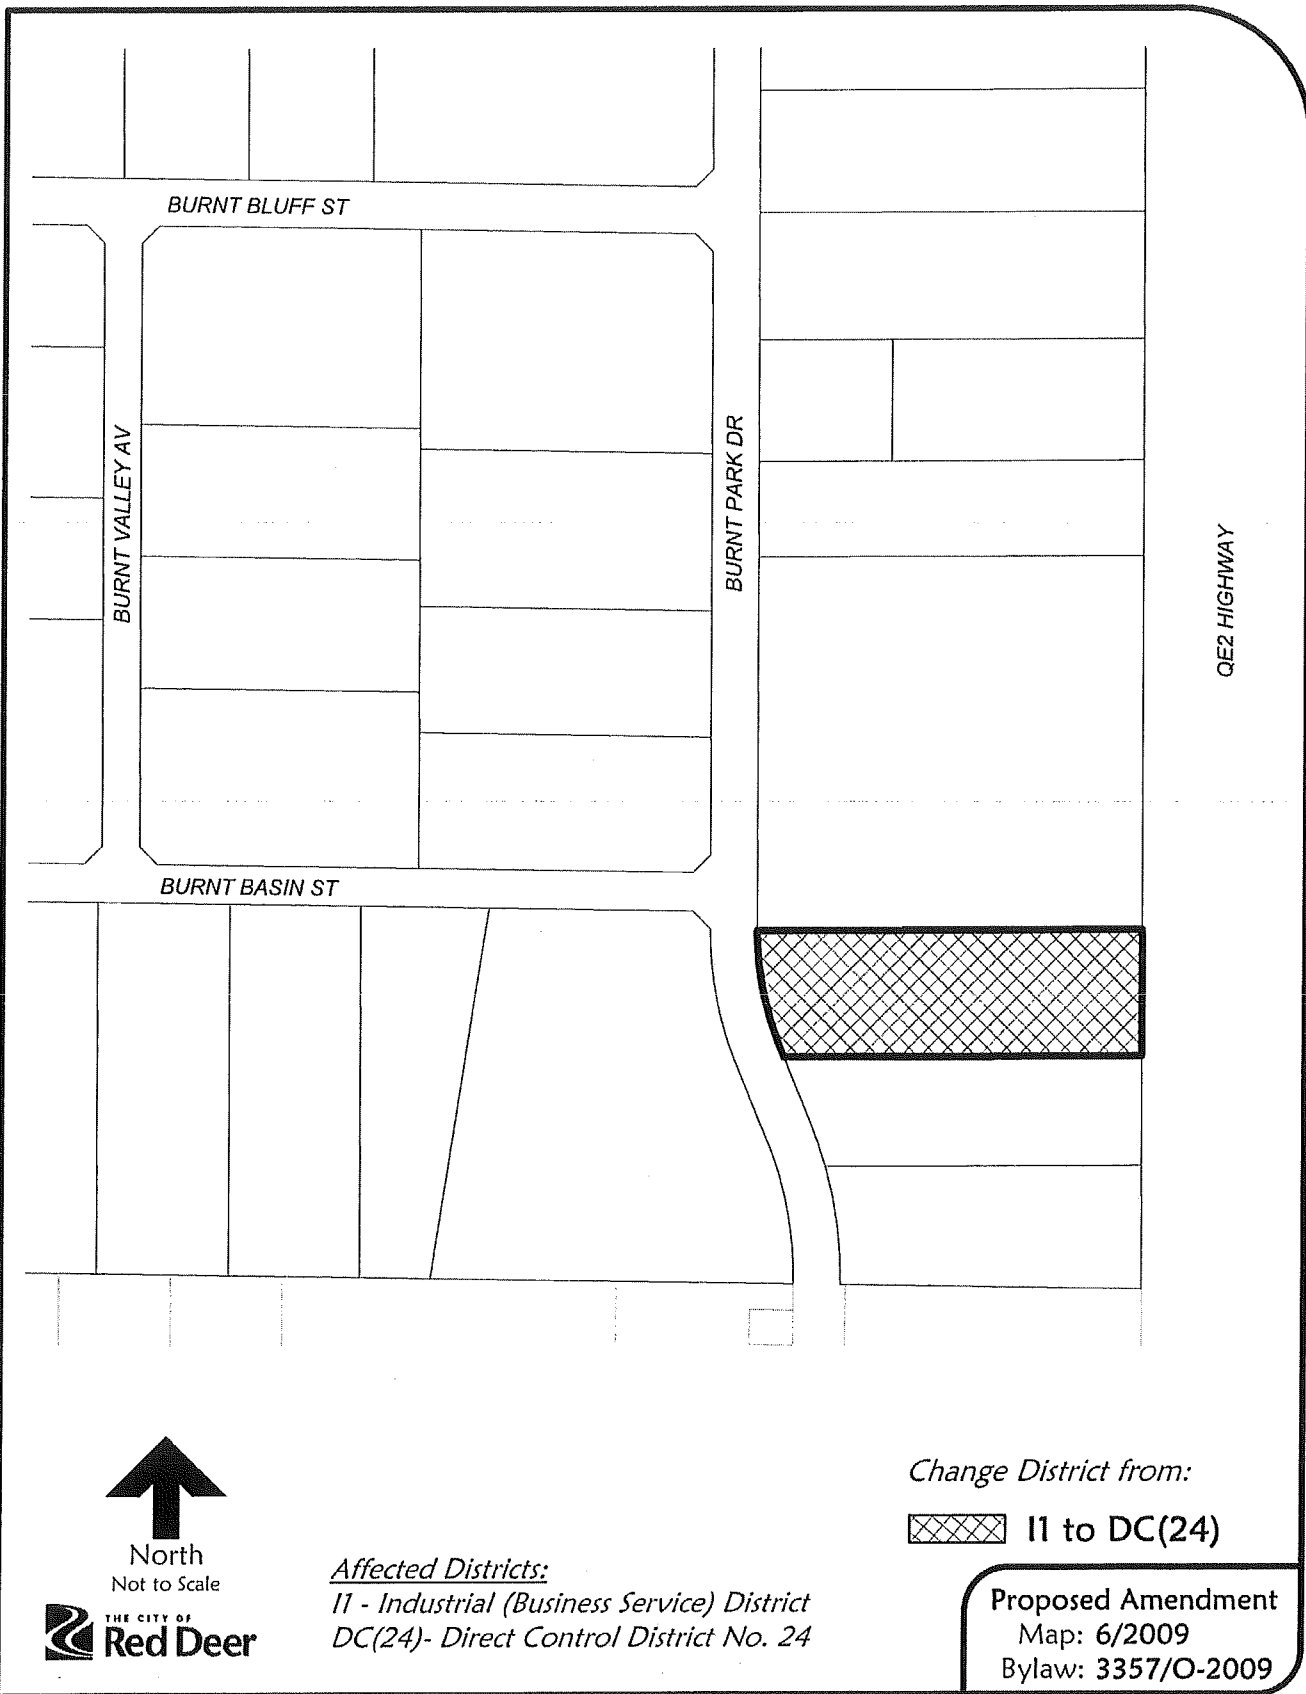 BURNT BLUFF ST
BURNT VALLEY AV
BURNT PARK DR
QE2 HIGHWAY
BURNT BASIN ST
Change District from:
I1 to DC(24)
North
Not to Scale
THE CITY OF
Red Deer
Affected Districts:
I1 - Industrial (Business Service) District
DC(24)- Direct Control District No. 24
Proposed Amendment
Map: 6/2009
Bylaw: 3357/O-2009